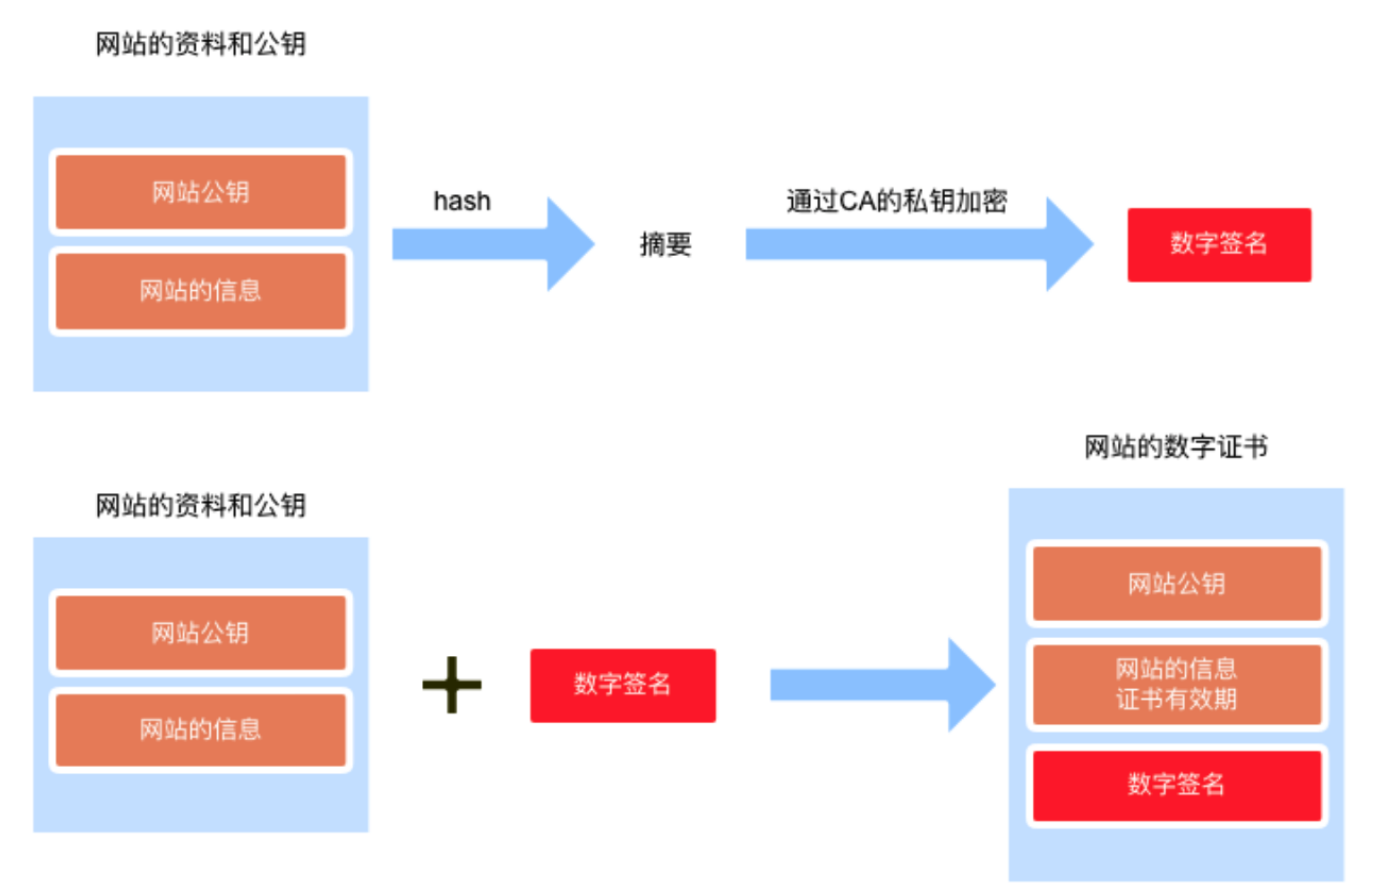 网站的资料和公钥
网站公钥
网站的信息
hash
摘要
通过CA的私钥加密
数字签名
网站的资料和公钥
网站公钥
网站的信息
数字签名
网站的数字证书
网站公钥
网站的信息
证书有效期
数字签名